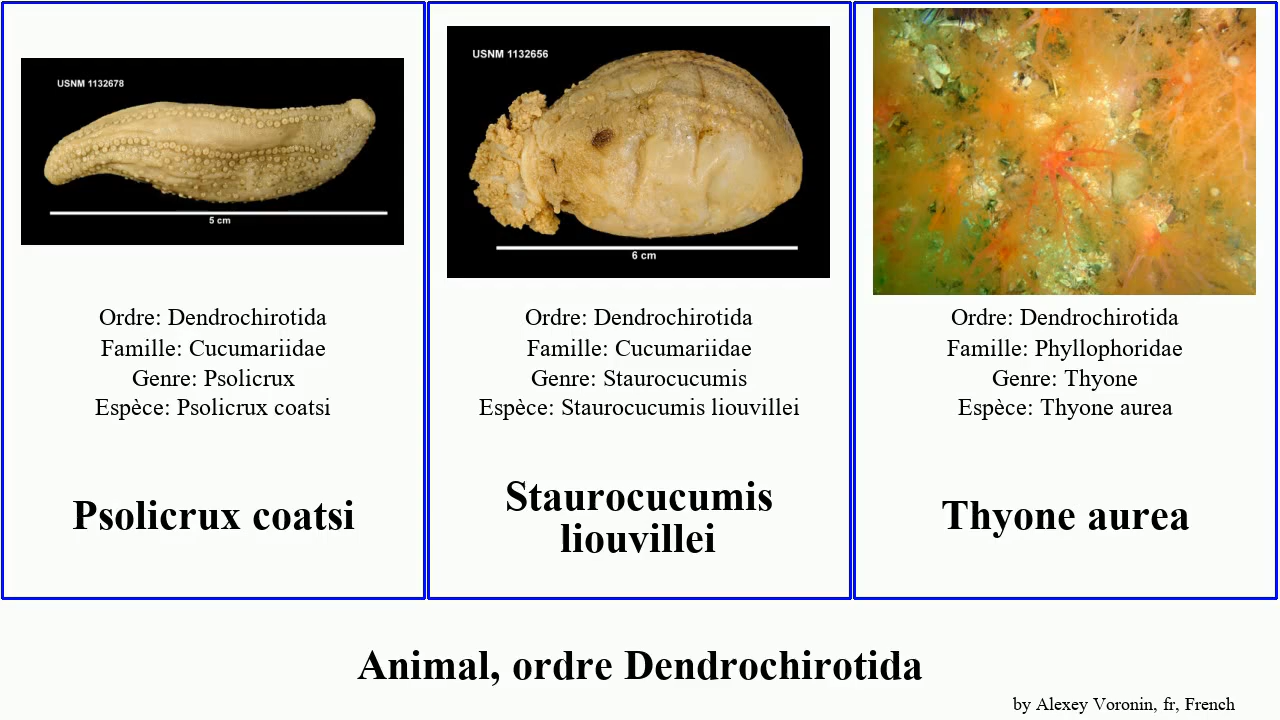 USNM 1132678
5 cm
Ordre: Dendrochirotida
Famille: Cucumariidae
Genre: Psolicrux
Espèce: Psolicrux coatsi
Psolicrux coatsi
USNM 1132656
6 cm
Ordre: Dendrochirotida
Famille: Cucumariidae
Genre: Staurocucumis
Espèce: Staurocucumis liouvillei
Staurocucumis
liouvillei
Ordre: Dendrochirotida
Famille: Phyllophoridae
Genre: Thyone
Espèce: Thyone aurea
Thyone aurea
Animal, ordre Dendrochirotida
by Alexey Voronin, fr, French